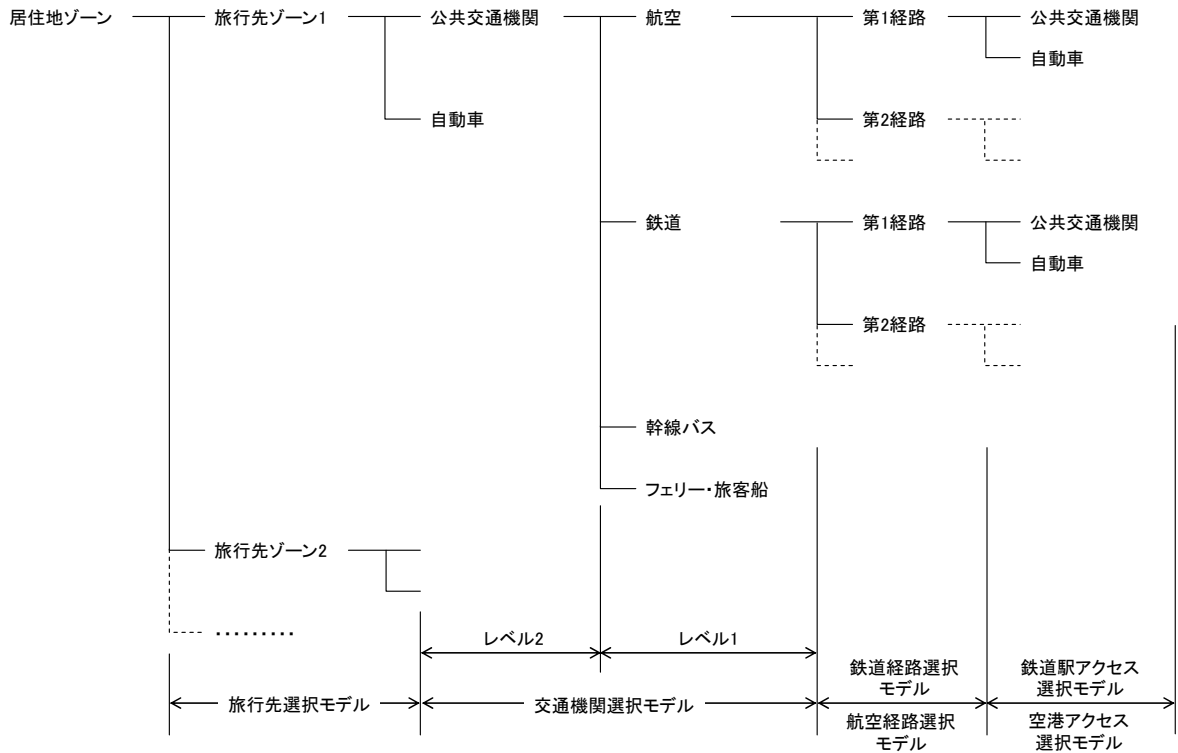 居住地ゾーン 旅行先ゾーン1 公共交通機関 航空 第1経路 公共交通機関
自動車
自動車 第2経路
鉄道 第1経路 公共交通機関
自動車
第2経路
幹線バス
フェリー・旅客船
旅行先ゾーン2
・・・・・・・・・
レベル2 レベル1
鉄道経路選択
モデル
鉄道駅アクセス
選択モデル
旅行先選択モデル 交通機関選択モデル
航空経路選択
モデル
空港アクセス
選択モデル